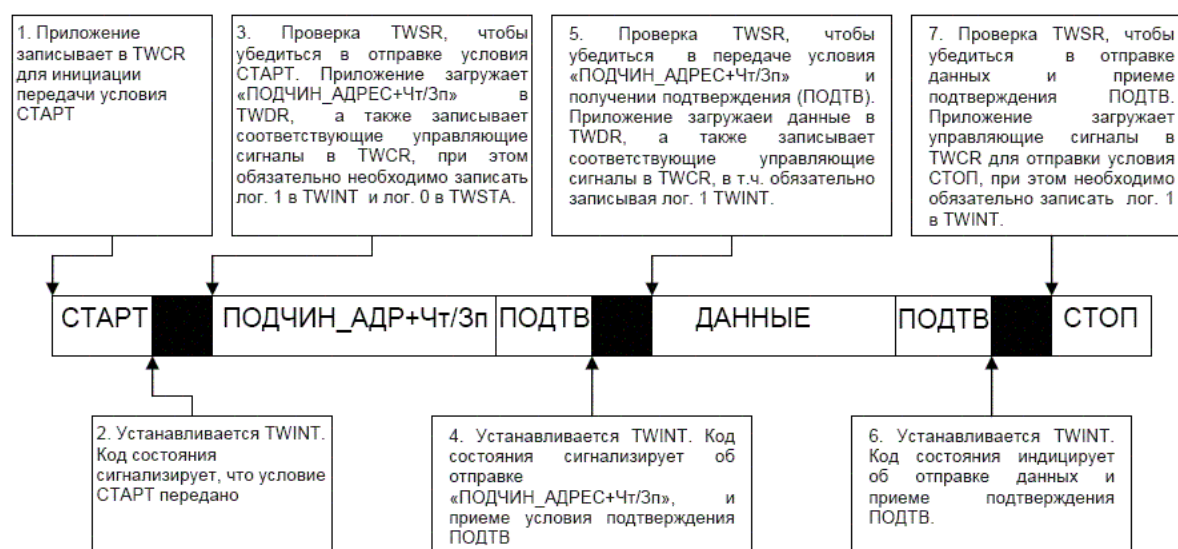 1. Приложение
записывает в TWCR
для инициации
передачи условия
СТАРТ
3. Проверка TWSR, чтобы
убедиться в отправке условия
СТАРТ. Приложение загружает
«ПОДЧИН_АДРЕС+Чт/Зп» в
TWDR, а также записывает
соответствующие управляющие
сигналы в TWCR, при этом
обязательно необходимо записать
лог. 1 в TWINT и лог. 0 в TWSTA.
5. Проверка TWSR, чтобы
убедиться в передаче условия
«ПОДЧИН_АДРЕС+Чт/Зп» и
получении подтверждения (ПОДТВ).
Приложение загружаеи данные в
TWDR, а также записывает
соответствующие управляющие
сигналы в TWCR, в т.ч. обязательно
записывая лог. 1 TWINT.
7. Проверка TWSR, чтобы
убедиться в отправке
данных и приеме
подтверждения ПОДТВ.
Приложение загружает
управляющие сигналы в
TWCR для отправки условия
СТОП, при этом необходимо
обязательно записать лог. 1
в TWINT.
СТАРТ ПОДЧИН_АДР+Чт/Зп ПОДТВ ДАННЫЕ ПОДТВ СТОП
2. Устанавливается TWINT.
Код состояния
сигнализирует, что условие
СТАРТ передано
4. Устанавливается TWINT. Код
состояния сигнализирует об
отправке
«ПОДЧИН_АДРЕС+Чт/Зп», и
приеме условия подтверждения
ПОДТВ
6. Устанавливается TWINT.
Код состояния индицирует
об отправке данных и
приеме подтверждения
ПОДТВ.